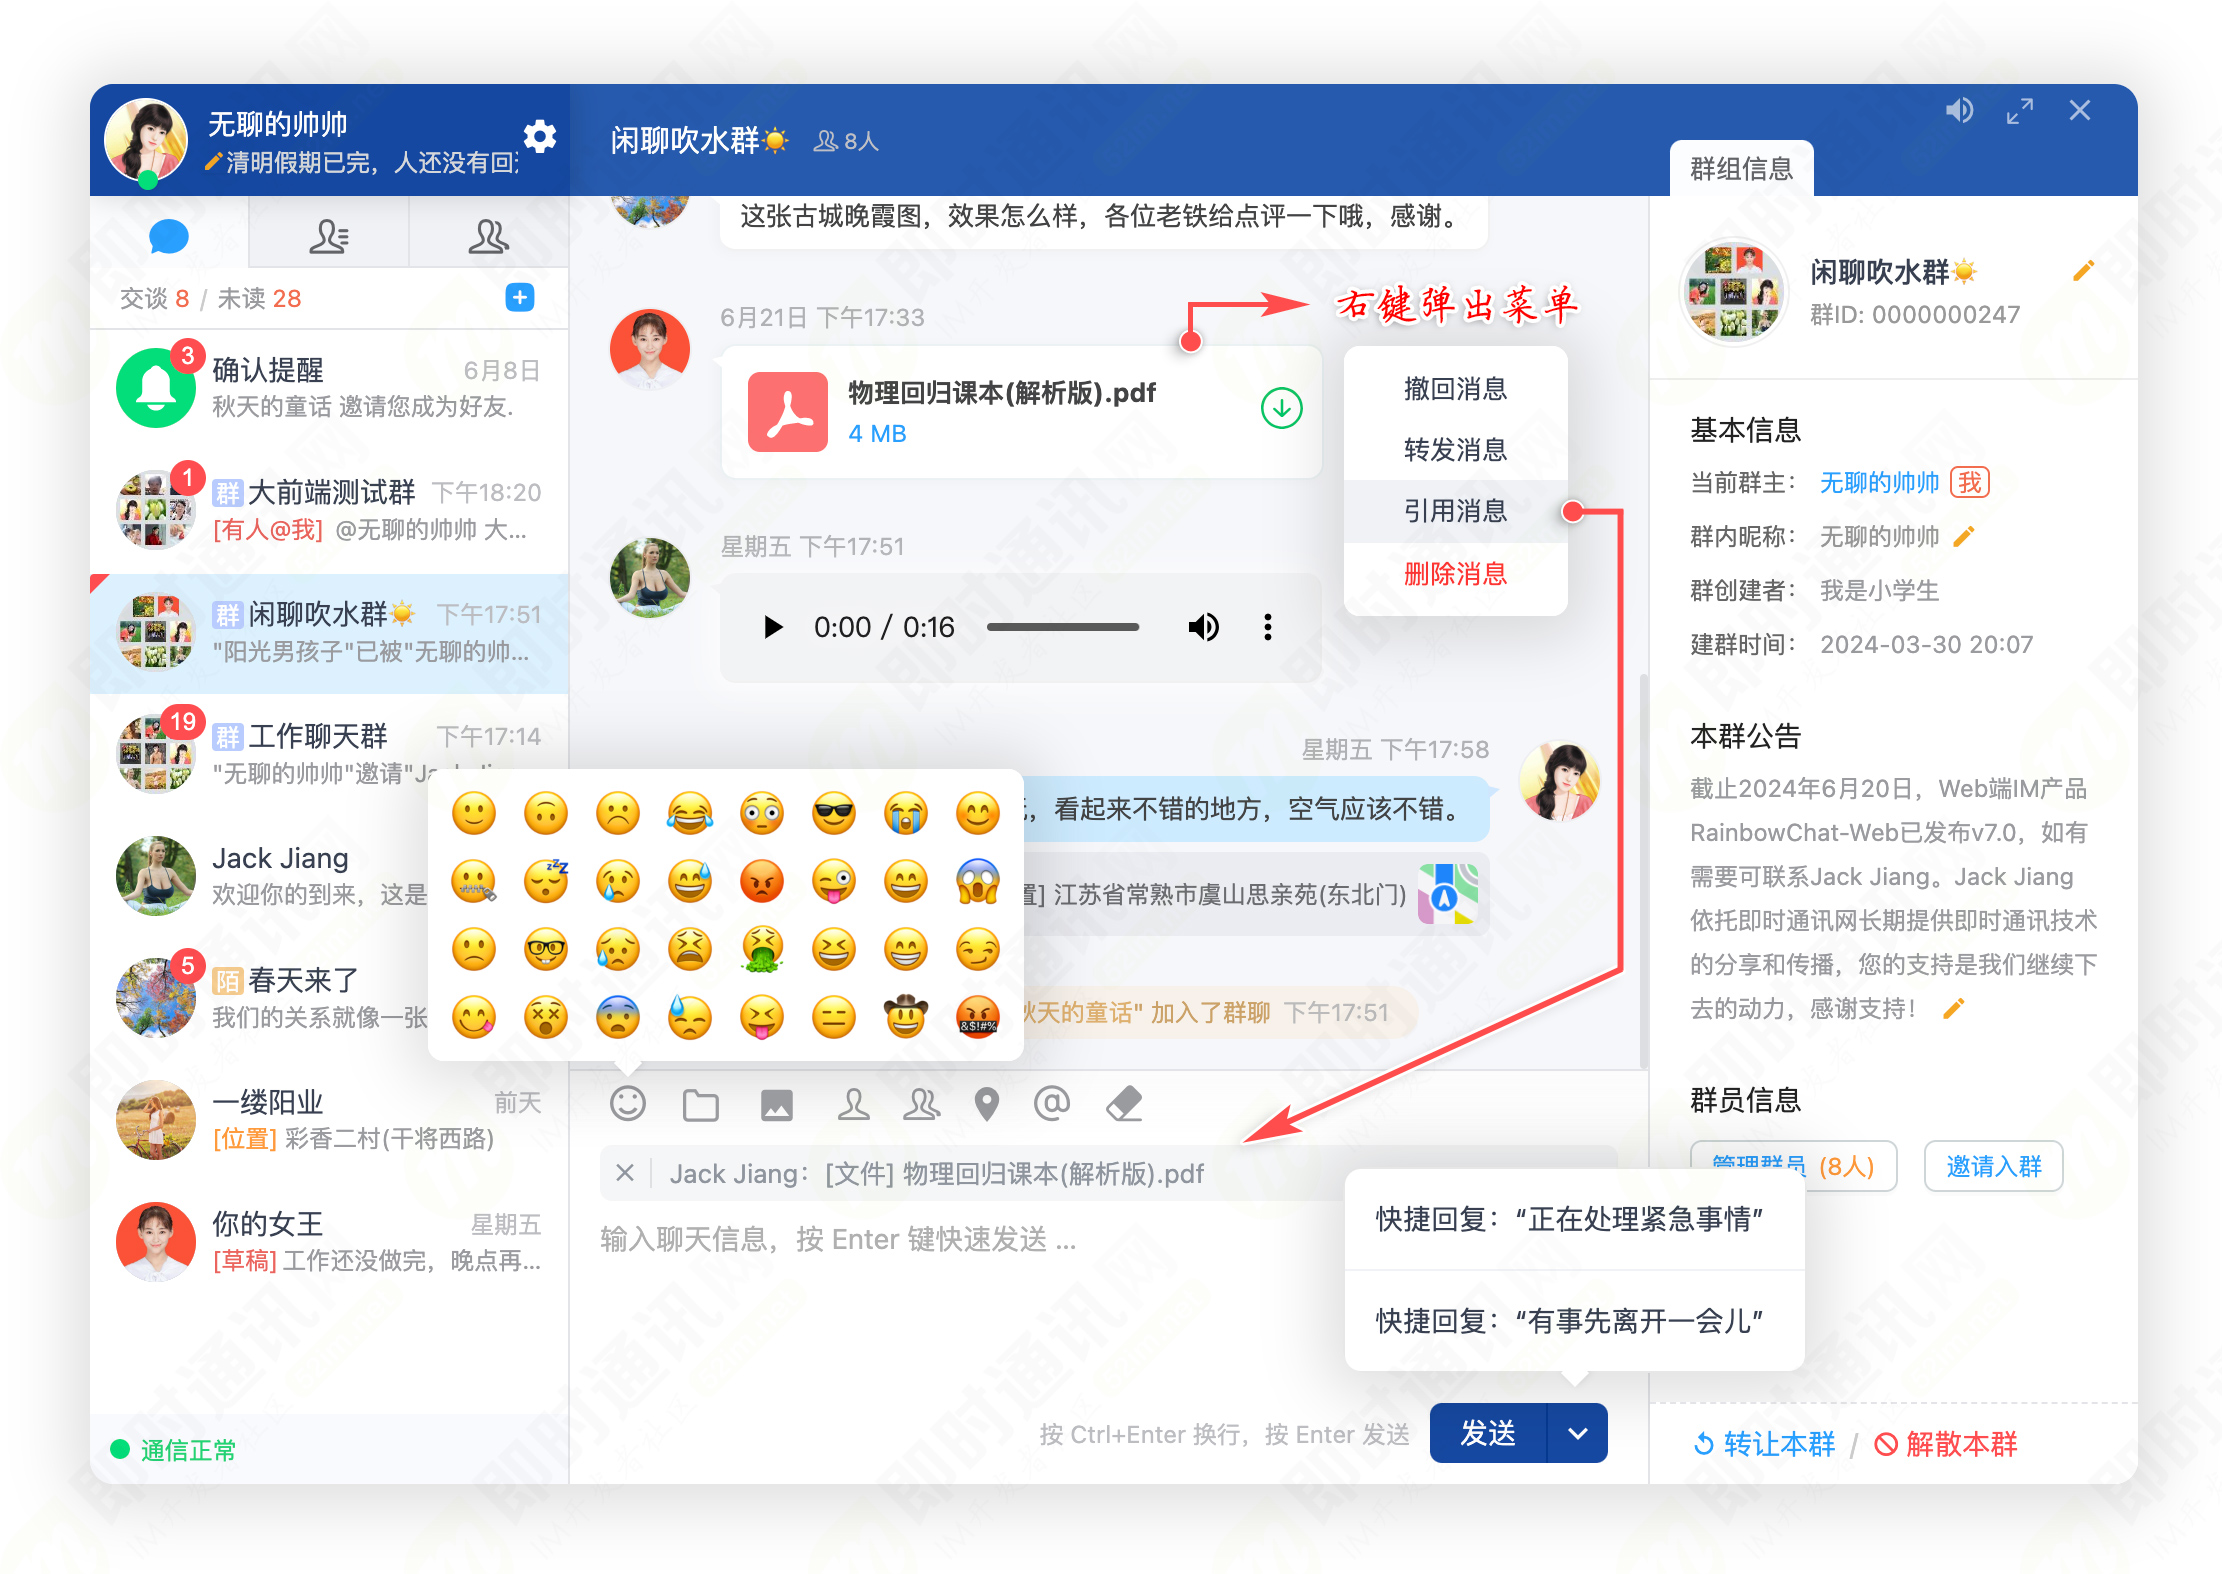 无聊的帅帅
清明假期已完，人还没有回
闲聊吹水群☀️ 8人
群组信息
交谈 8 / 未读 28
3
确认提醒 6月8日
秋天的童话 邀请您成为好友.
1
群 大前端测试群 下午18:20
[有人@我] @无聊的帅帅 大...
群 闲聊吹水群☀️ 下午17:51
"阳光男孩子"已被"无聊的帅...
19
群 工作聊天群 下午17:14
"无聊的帅帅"邀请"Jack
Jack Jiang
欢迎你的到来，这是
5
陌 春天来了
我们的关系就像一张
一缕阳业 前天
[位置] 彩香二村(干将西路)
你的女王 星期五
[草稿] 工作还没做完，晚点再...
通信正常
这张古城晚霞图，效果怎么样，各位老铁给点评一下哦，感谢。
6月21日 下午17:33
右键弹出菜单
物理回归课本(解析版).pdf
4 MB
撤回消息
转发消息
引用消息
删除消息
星期五 下午17:51
0:00 / 0:16
星期五 下午17:58
，看起来不错的地方，空气应该不错。
置] 江苏省常熟市虞山思亲苑(东北门)
秋天的童话" 加入了群聊 下午17:51
Jack Jiang：[文件] 物理回归课本(解析版).pdf
输入聊天信息，按 Enter 键快速发送 ...
快捷回复：“正在处理紧急事情”
快捷回复：“有事先离开一会儿”
按 Ctrl+Enter 换行，按 Enter 发送
发送
闲聊吹水群☀️
群ID: 0000000247
基本信息
当前群主： 无聊的帅帅 我
群内昵称： 无聊的帅帅
群创建者： 我是小学生
建群时间： 2024-03-30 20:07
本群公告
截止2024年6月20日，Web端IM产品
RainbowChat-Web已发布v7.0，如有
需要可联系Jack Jiang。Jack Jiang
依托即时通讯网长期提供即时通讯技术
的分享和传播，您的支持是我们继续下
去的动力，感谢支持！
群员信息
管理群员 (8人) 邀请入群
转让本群 / 解散本群